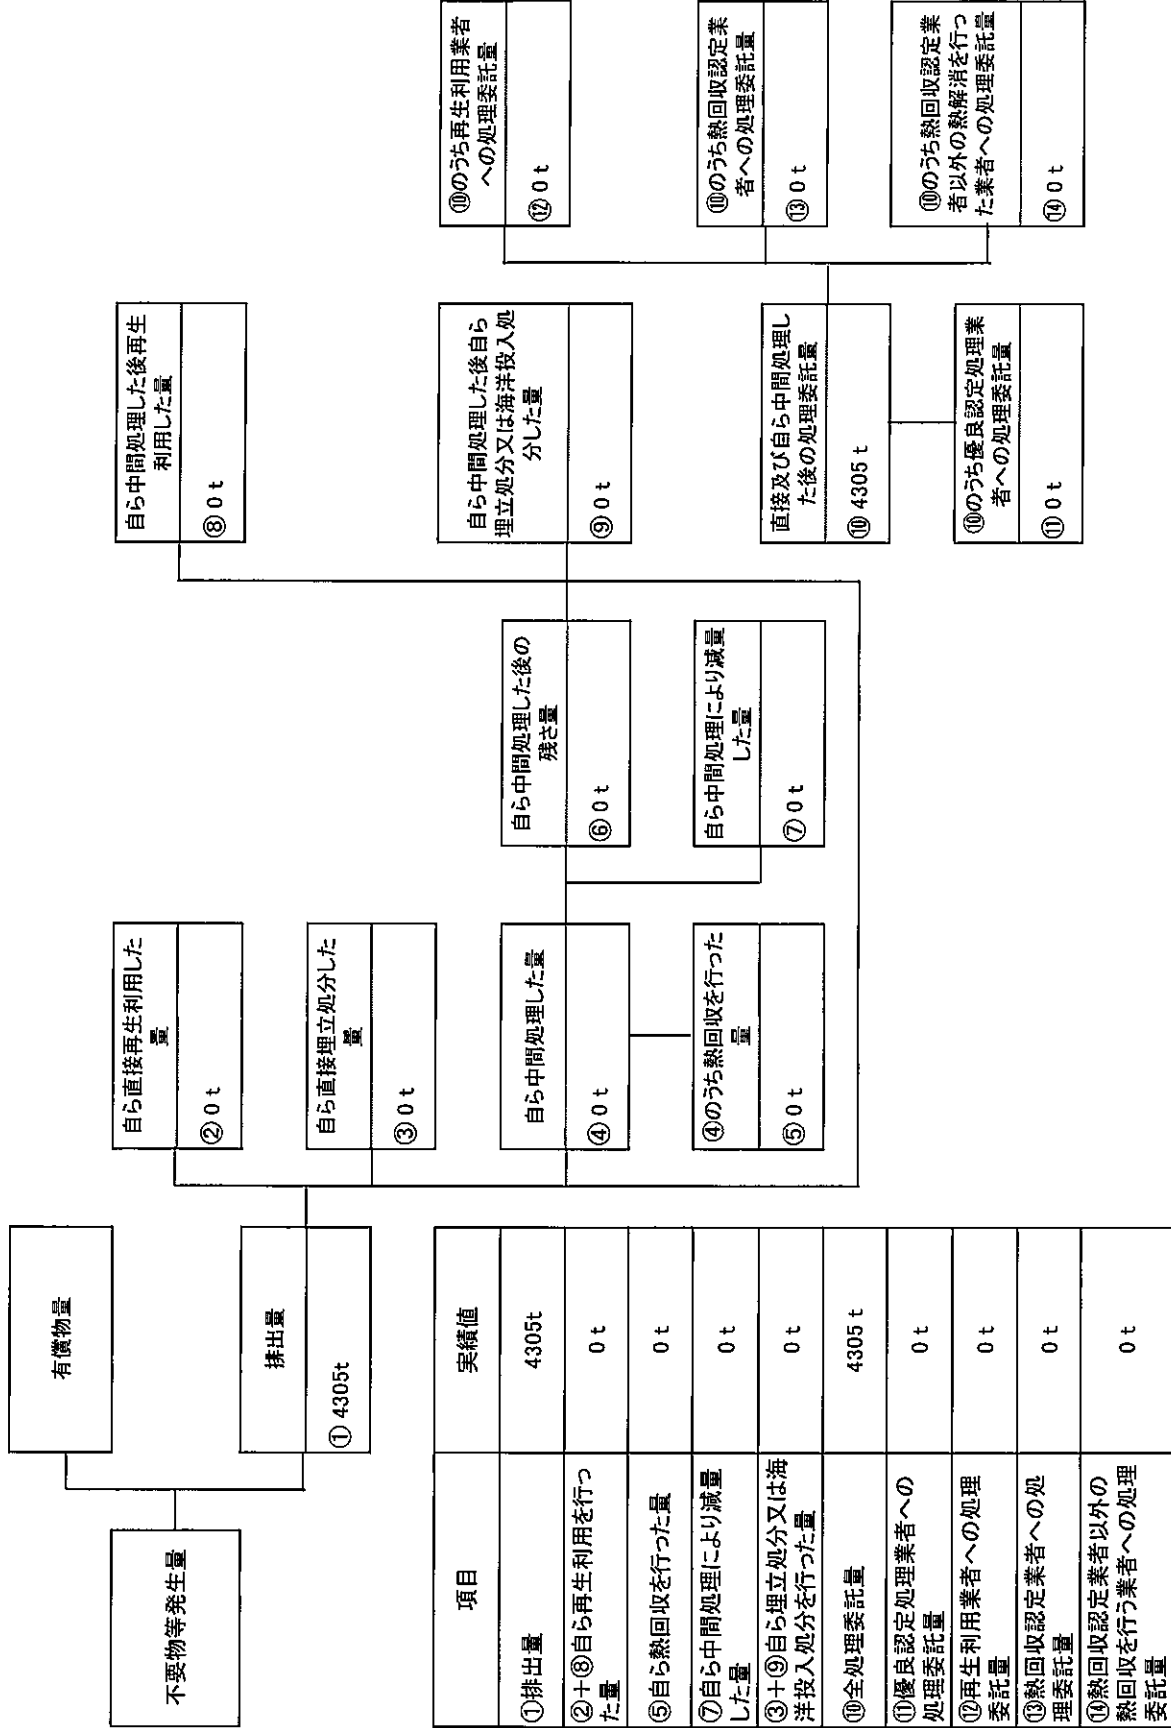 不要物等発生量
有償物量
排出量
① 4305t
自ら直接再生利用した
量
② 0 t
自ら直接埋立処分した
量
③ 0 t
自ら中間処理した量
④ 0 t
④のうち熱回収を行った
量
⑤ 0 t
自ら中間処理した後の
残さ量
⑥ 0 t
自ら中間処理により減量
した量
⑦ 0 t
自ら中間処理した後再生
利用した量
⑧ 0 t
自ら中間処理した後自ら
埋立処分又は海洋投入処
分した量
⑨ 0 t
直接及び自ら中間処理し
た後の処理委託量
⑩ 4305 t
⑩のうち優良認定処理業
者への処理委託量
⑪ 0 t
⑩のうち再生利用業者
への処理委託量
⑫ 0 t
⑩のうち熱回収認定業
者への処理委託量
⑬ 0 t
⑩のうち熱回収認定業
者以外の熱解消を行っ
た業者への処理委託量
⑭ 0 t
項目 実績値
①排出量 4305t
②＋⑧自ら再生利用を行っ
た量 0 t
⑤自ら熱回収を行った量 0 t
⑦自ら中間処理により減量
した量 0 t
③＋⑨自ら埋立処分又は海
洋投入処分を行った量 0 t
⑩全処理委託量 4305 t
⑪優良認定処理業者への
処理委託量 0 t
⑫再生利用業者への処理
委託量 0 t
⑬熱回収認定業者への処
理委託量 0 t
⑭熱回収認定業者以外の
熱回収を行う業者への処理
委託量 0 t